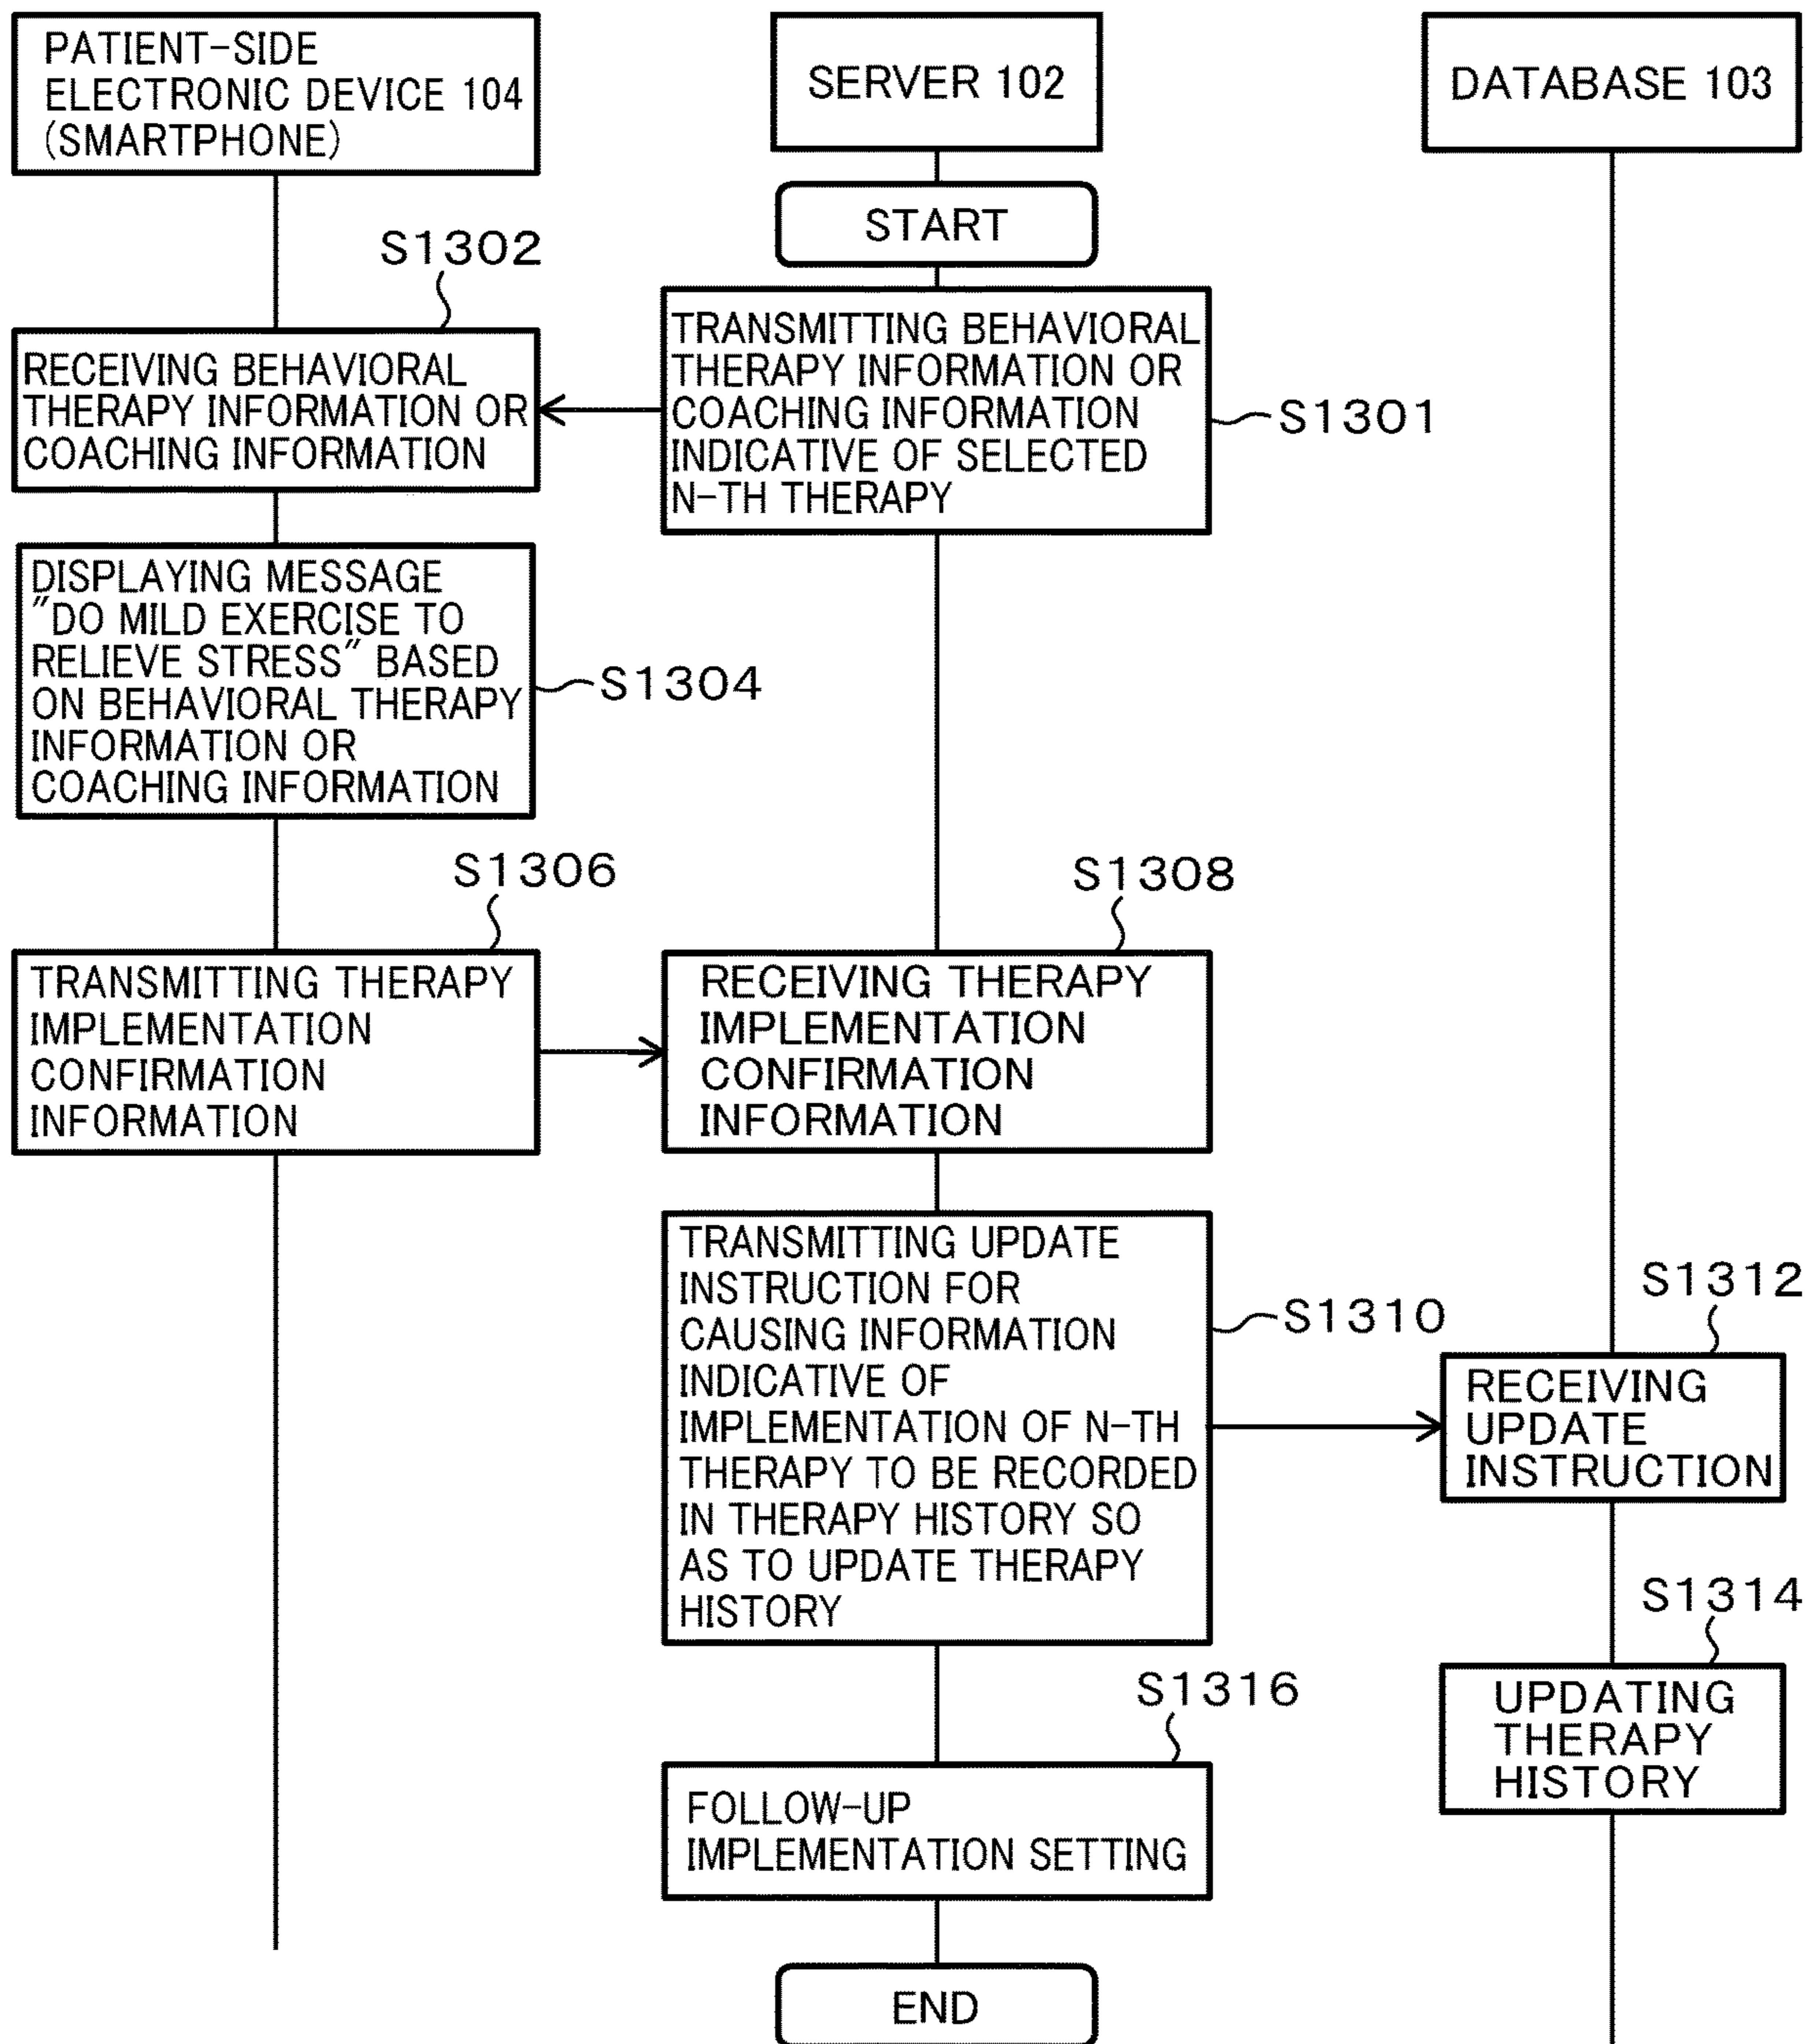 PATIENT-SIDE
ELECTRONIC DEVICE 104
(SMARTPHONE)
SERVER 102
DATABASE 103
START
S1302
RECEIVING BEHAVIORAL
THERAPY INFORMATION OR
COACHING INFORMATION
TRANSMITTING BEHAVIORAL
THERAPY INFORMATION OR
COACHING INFORMATION
INDICATIVE OF SELECTED
N-TH THERAPY
S1301
DISPLAYING MESSAGE
"DO MILD EXERCISE TO
RELIEVE STRESS" BASED
ON BEHAVIORAL THERAPY
INFORMATION OR
COACHING INFORMATION
S1304
S1306
TRANSMITTING THERAPY
IMPLEMENTATION
CONFIRMATION
INFORMATION
S1308
RECEIVING THERAPY
IMPLEMENTATION
CONFIRMATION
INFORMATION
TRANSMITTING UPDATE
INSTRUCTION FOR
CAUSING INFORMATION
INDICATIVE OF
IMPLEMENTATION OF N-TH
THERAPY TO BE RECORDED
IN THERAPY HISTORY SO
AS TO UPDATE THERAPY
HISTORY
S1310
S1312
RECEIVING
UPDATE
INSTRUCTION
S1314
UPDATING
THERAPY
HISTORY
S1316
FOLLOW-UP
IMPLEMENTATION SETTING
END